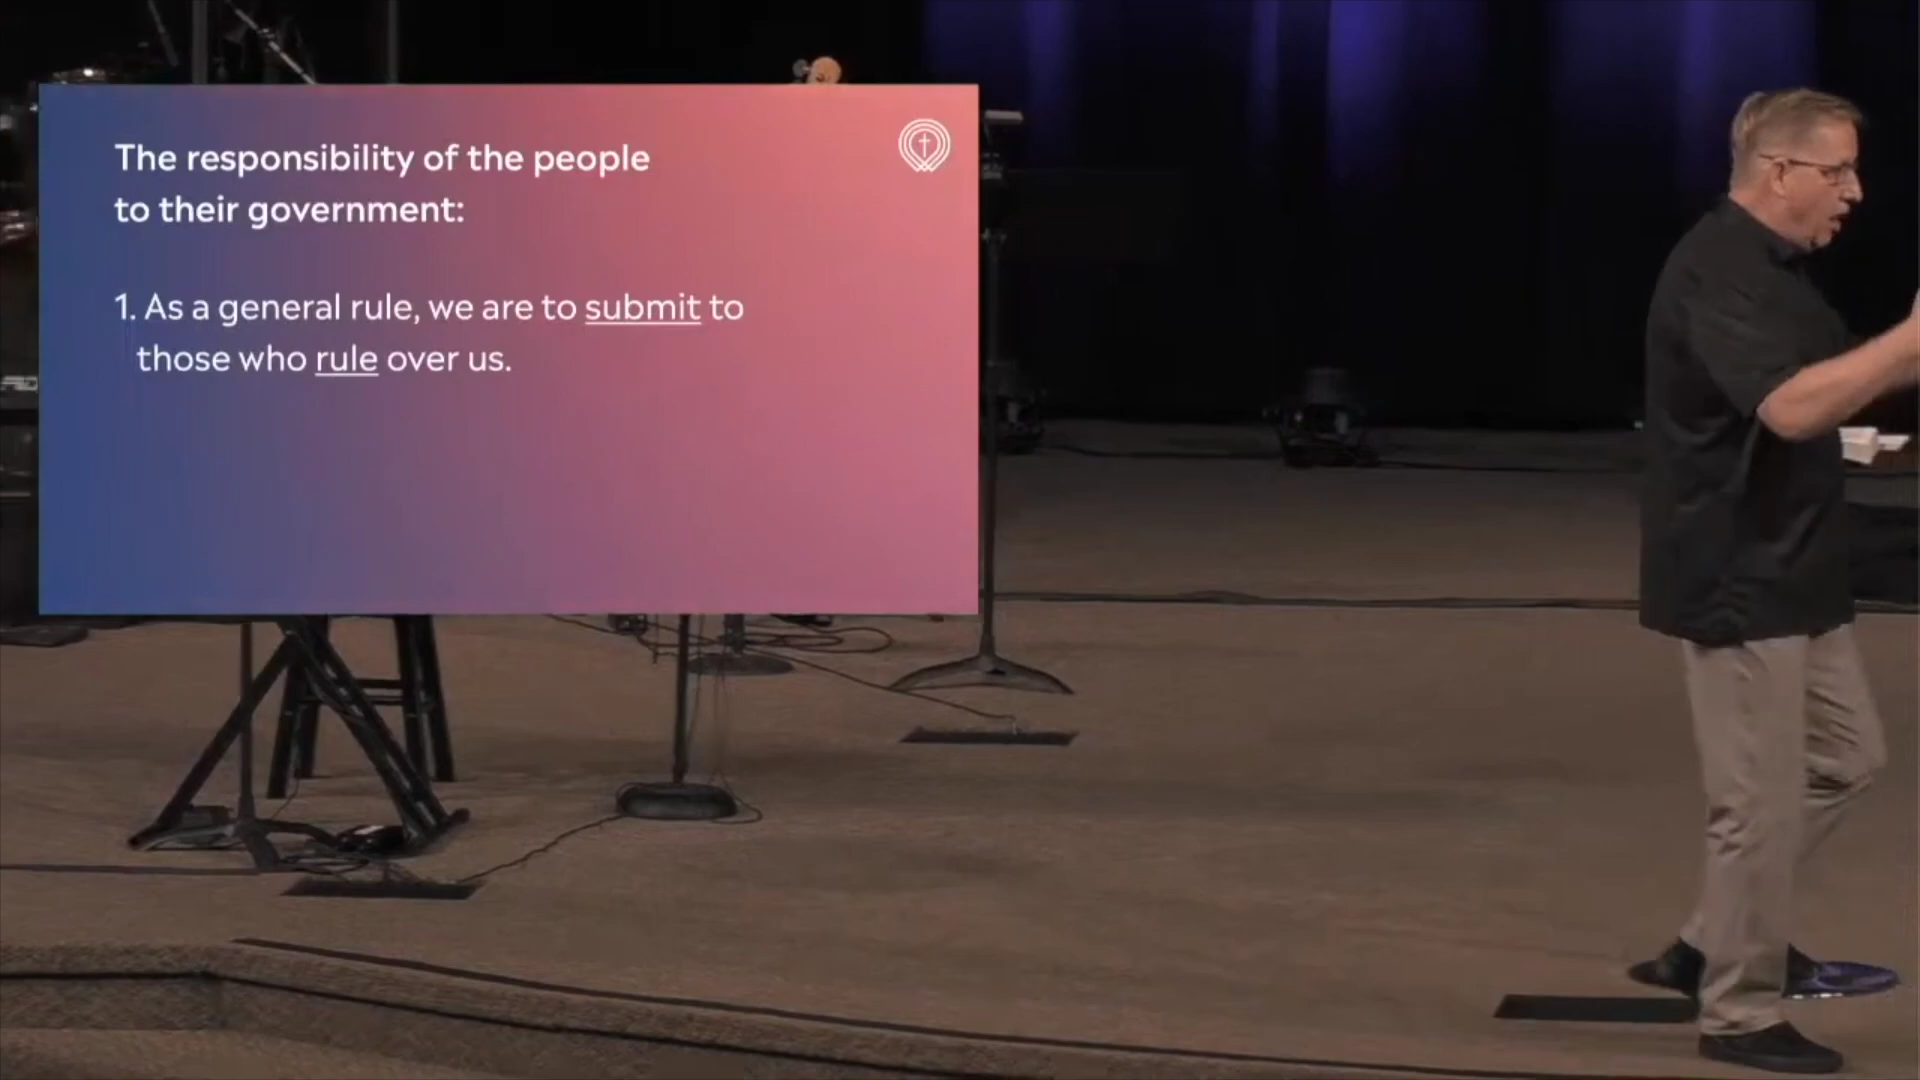 The responsibility of the people
to their government:
1. As a general rule, we are to submit to
those who rule over us.